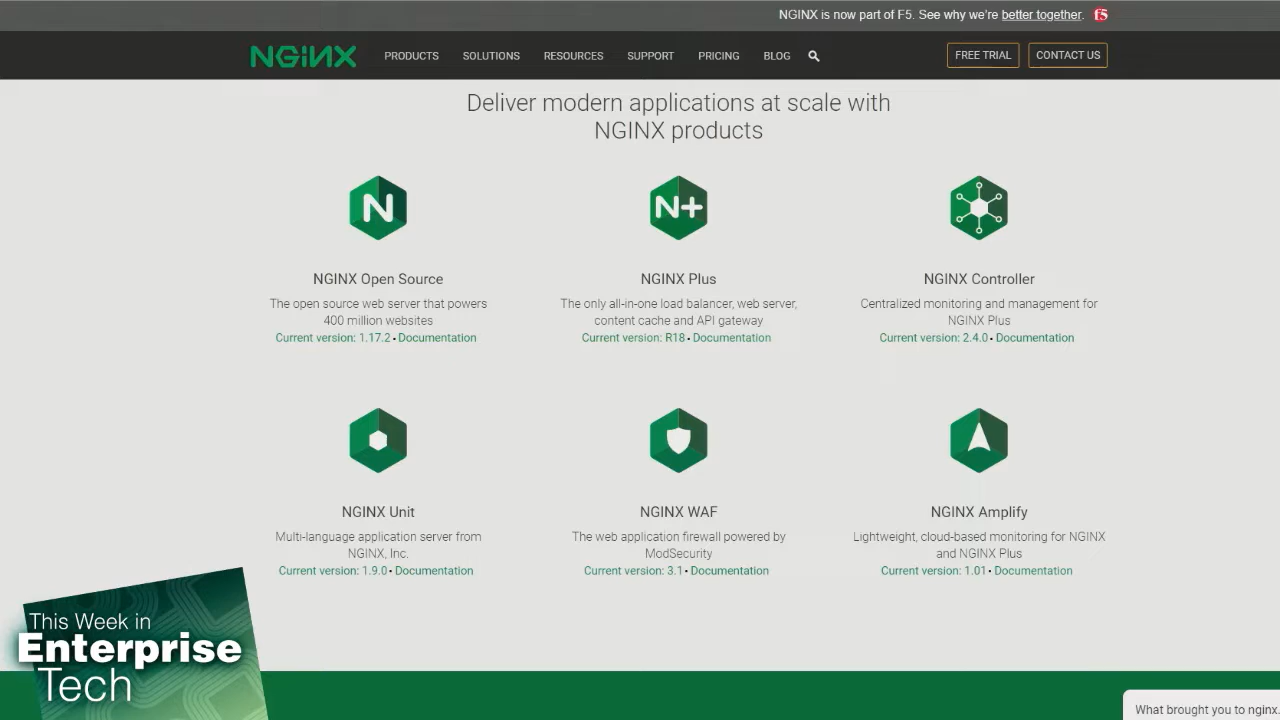 NGINX is now part of F5. See why we're better together. f5
NGINX PRODUCTS SOLUTIONS RESOURCES SUPPORT PRICING BLOG FREE TRIAL CONTACT US
Deliver modern applications at scale with
NGINX products
N
N+
NGINX Open Source
The open source web server that powers
400 million websites
Current version: 1.17.2 • Documentation
NGINX Plus
The only all-in-one load balancer, web server,
content cache and API gateway
Current version: R18 • Documentation
NGINX Controller
Centralized monitoring and management for
NGINX Plus
Current version: 2.4.0 • Documentation
NGINX Unit
Multi-language application server from
NGINX, Inc.
Current version: 1.9.0 • Documentation
NGINX WAF
The web application firewall powered by
ModSecurity
Current version: 3.1 • Documentation
NGINX Amplify
Lightweight, cloud-based monitoring for NGINX
and NGINX Plus
Current version: 1.01 • Documentation
This Week in
Enterprise
Tech
What brought you to nginx.